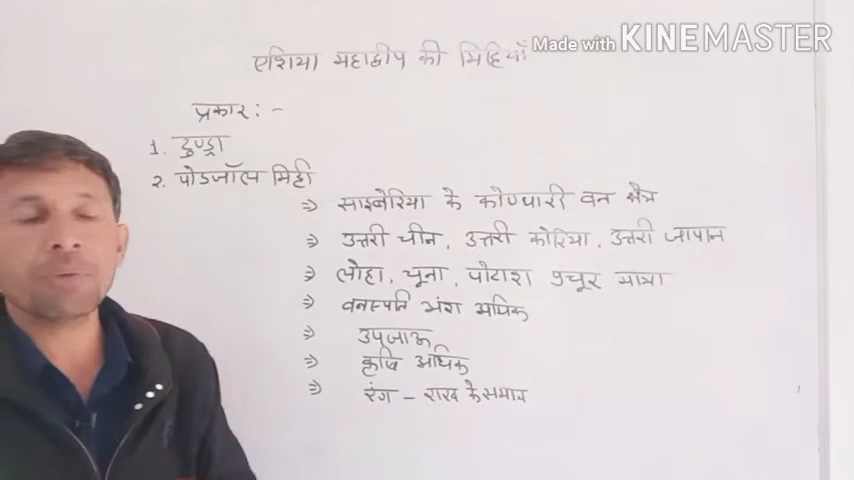 Made with KINEMASTER
एशिया महाद्वीप की मिट्टियाँ
प्रकार : -
1. टुण्ड्रा
2. पोडजॉल मिट्टी
⇒ साइबेरिया के कोणधारी वन क्षेत्र
⇒ उत्तरी चीन, उत्तरी कोरिया, उत्तरी जापान
⇒ लोहा, चूना, पोटाश प्रचूर मात्रा
⇒ वनस्पति अंश अधिक
⇒ उपजाऊ
⇒ कृषि अधिक
⇒ रंग - राख के समान